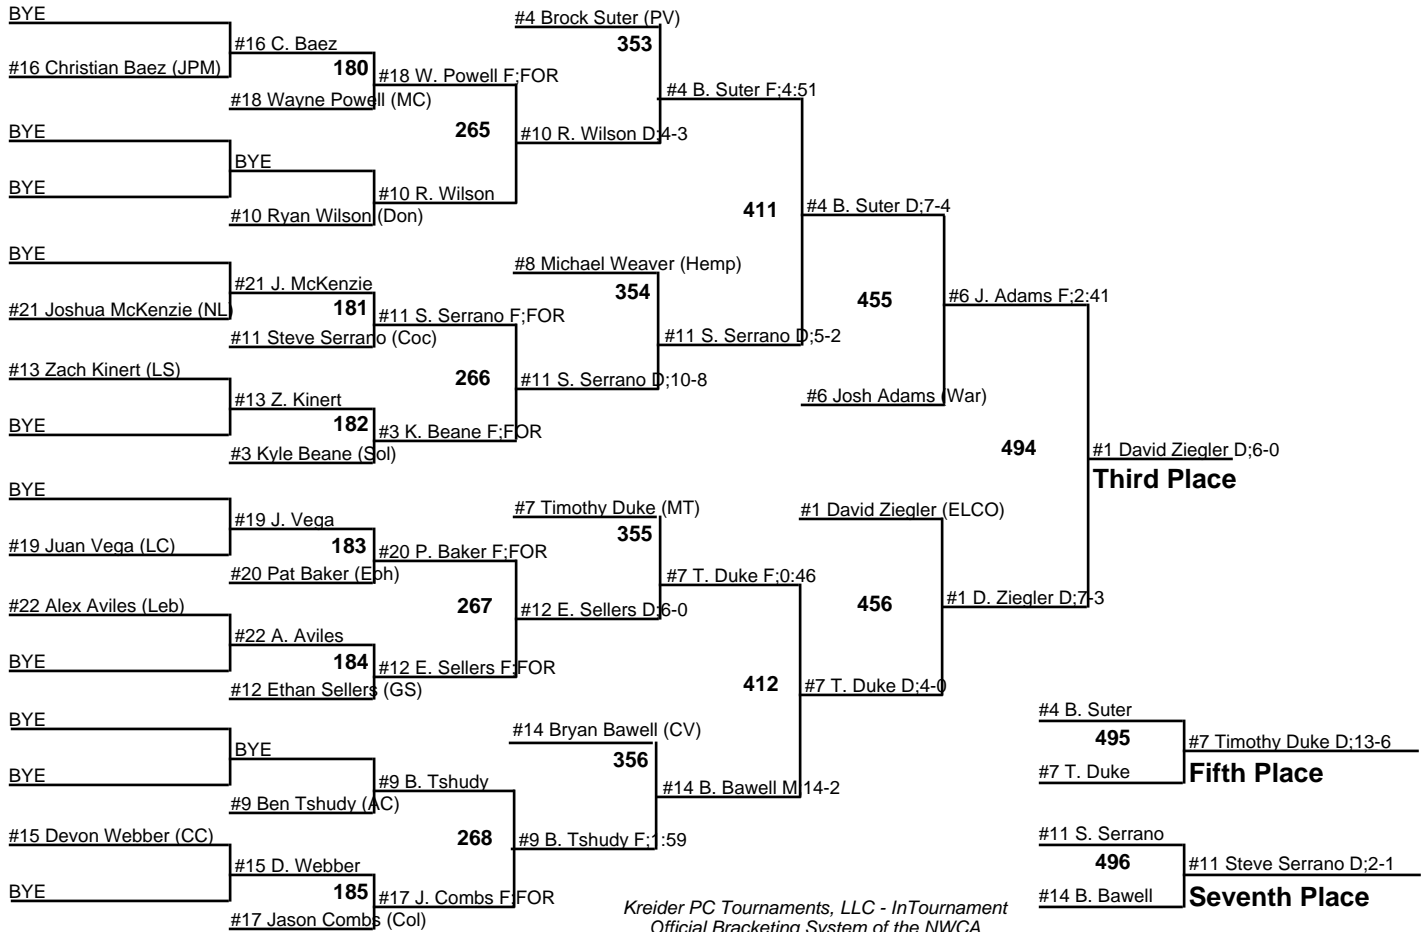 BYE
#16 Christian Baez (JPM)
BYE
BYE
BYE
#21 Joshua McKenzie (NL)
#13 Zach Kinert (LS)
BYE
BYE
#19 Juan Vega (LC)
#22 Alex Aviles (Leb)
BYE
BYE
BYE
#15 Devon Webber (CC)
BYE
#16 C. Baez
180
#18 Wayne Powell (MC)
BYE
#10 Ryan Wilson (Don)
#21 J. McKenzie
181
#11 Steve Serrano (Coc)
#13 Z. Kinert
182
#3 Kyle Beane (Sol)
#19 J. Vega
183
#20 Pat Baker (Eph)
#22 A. Aviles
184
#12 Ethan Sellers (GS)
BYE
#9 Ben Tshudy (AC)
#15 D. Webber
185
#17 Jason Combs (Col)
#18 W. Powell F;FOR
265
#10 R. Wilson
#11 S. Serrano F;FOR
266
#3 K. Beane F;FOR
#20 P. Baker F;FOR
267
#12 E. Sellers F;FOR
#9 B. Tshudy
268
#17 J. Combs F;FOR
#4 Brock Suter (PV)
353
#10 R. Wilson D;4-3
#8 Michael Weaver (Hemp)
354
#11 S. Serrano D;10-8
#7 Timothy Duke (MT)
355
#12 E. Sellers D;6-0
#14 Bryan Bawell (CV)
356
#9 B. Tshudy F;1:59
#4 B. Suter F;4:51
411
#11 S. Serrano D;5-2
#7 T. Duke F;0:46
412
#14 B. Bawell M;14-2
#4 B. Suter D;7-4
455
#6 Josh Adams (War)
#1 David Ziegler (ELCO)
456
#7 T. Duke D;4-0
#6 J. Adams F;2:41
494
#1 D. Ziegler D;7-3
#1 David Ziegler D;6-0
Third Place
#4 B. Suter
495
#7 T. Duke
#7 Timothy Duke D;13-6
Fifth Place
#11 S. Serrano
496
#14 B. Bawell
#11 Steve Serrano D;2-1
Seventh Place
Kreider PC Tournaments, LLC - InTournament
Official Bracketing System of the NWCA